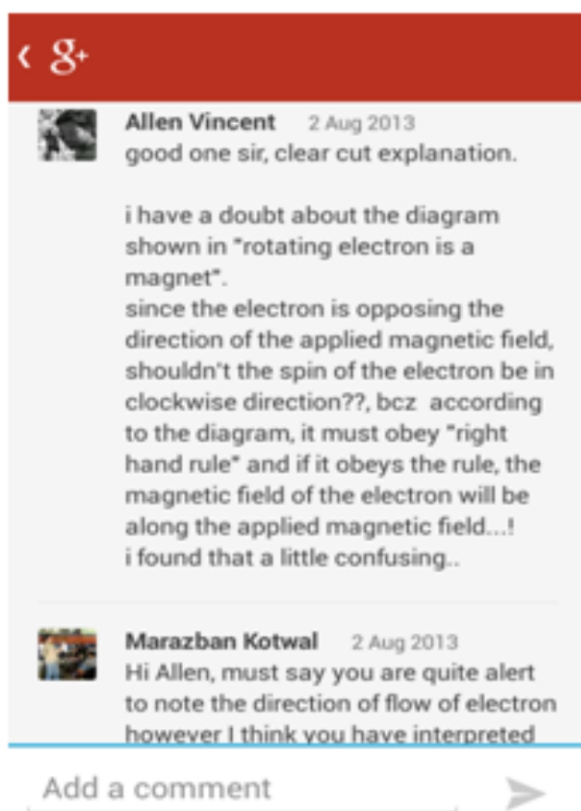 g+
Allen Vincent 2 Aug 2013
good one sir, clear cut explanation.
i have a doubt about the diagram
shown in "rotating electron is a
magnet".
since the electron is opposing the
direction of the applied magnetic field,
shouldn't the spin of the electron be in
clockwise direction??, bcz according
to the diagram, it must obey "right
hand rule" and if it obeys the rule, the
magnetic field of the electron will be
along the applied magnetic field...!
i found that a little confusing..
Marazban Kotwal 2 Aug 2013
Hi Allen, must say you are quite alert
to note the direction of flow of electron
however I think you have interpreted
Add a comment